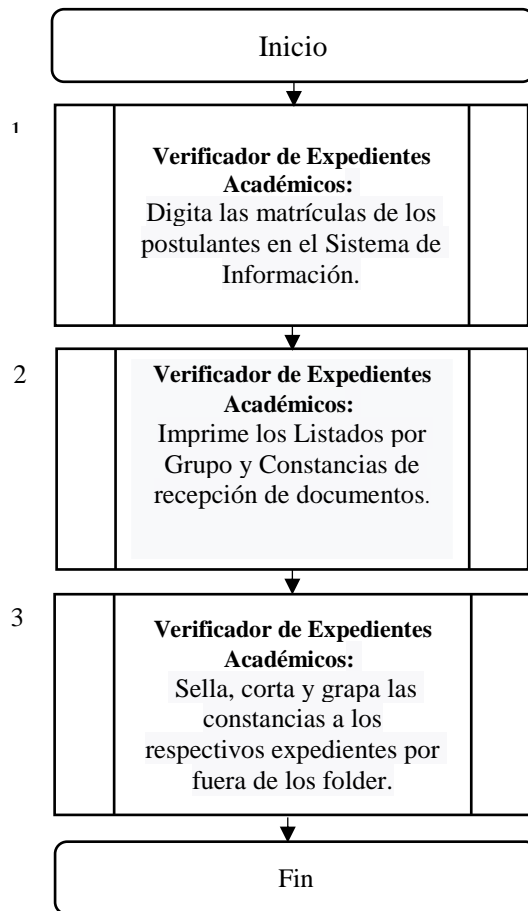 Inicio
1
Verificador de Expedientes
Académicos:
Digita las matrículas de los
postulantes en el Sistema de
Información.
2
Verificador de Expedientes
Académicos:
Imprime los Listados por
Grupo y Constancias de
recepción de documentos.
3
Verificador de Expedientes
Académicos:
Sella, corta y grapa las
constancias a los
respectivos expedientes por
fuera de los folder.
Fin